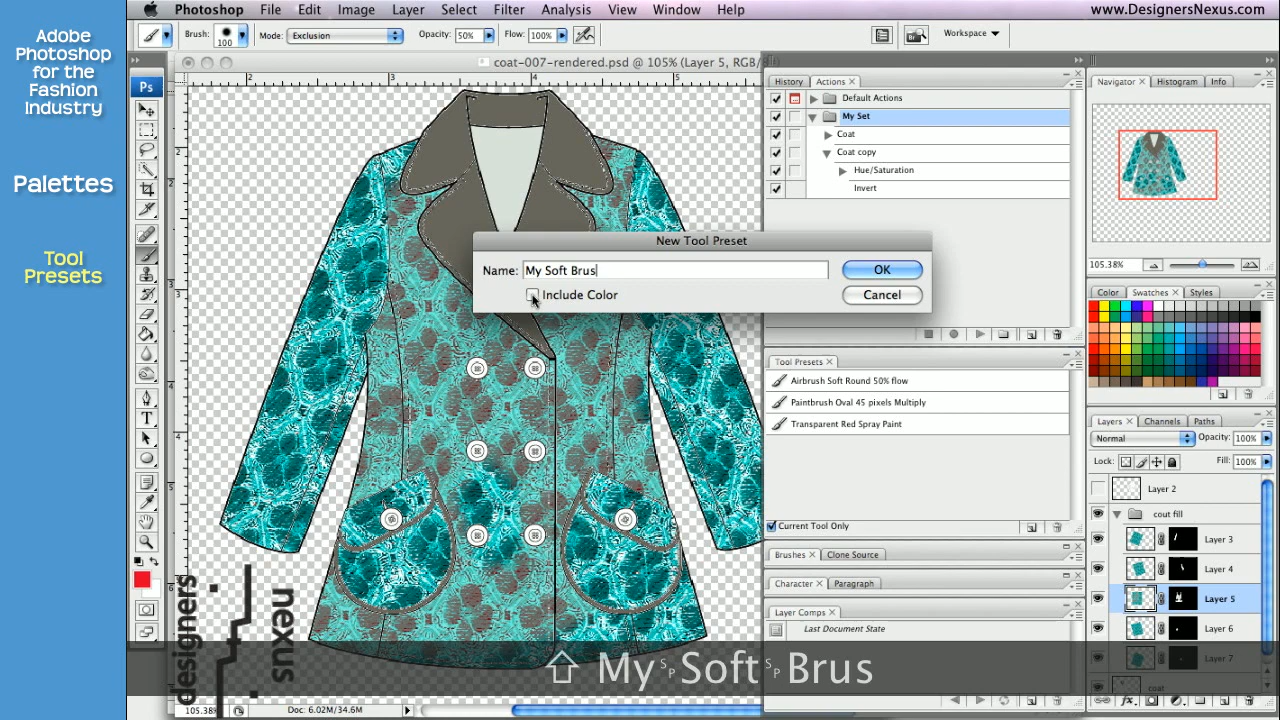 Adobe
Photoshop
for the
Fashion
Industry
Palettes
Tool
Presets
Photoshop File Edit Image Layer Select Filter Analysis View Window Help
www.DesignersNexus.com
Brush: 100 Mode: Exclusion Opacity: 50% Flow: 100% Workspace
coat-007-rendered.psd @ 105% (Layer 5, RGB/
Ps
History Actions
Default Actions
My Set
Coat
Coat copy
Hue/Saturation
Invert
Navigator Histogram Info
105.38%
New Tool Preset
Name: My Soft Brus
Include Color
OK
Cancel
Color Swatches Styles
Tool Presets
Airbrush Soft Round 50% flow
Paintbrush Oval 45 pixels Multiply
Transparent Red Spray Paint
Current Tool Only
Brushes Clone Source
Character Paragraph
Layer Comps
Last Document State
Layers Channels Paths
Normal Opacity: 100%
Lock: Fill: 100%
Layer 2
cout fill
Layer 3
Layer 4
Layer 5
Layer 6
Layer 7
coat
designers
nexus
My SP Soft SP Brus
105.38% Doc: 6.02M/34.6M